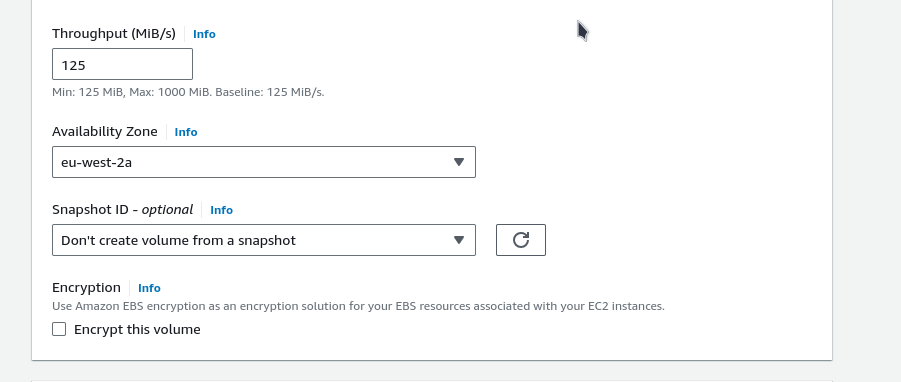 Throughput (MiB/s) Info
125
Min: 125 MiB, Max: 1000 MiB. Baseline: 125 MiB/s.
Availability Zone Info
eu-west-2a
Snapshot ID - optional Info
Don't create volume from a snapshot
Encryption Info
Use Amazon EBS encryption as an encryption solution for your EBS resources associated with your EC2 instances.
Encrypt this volume